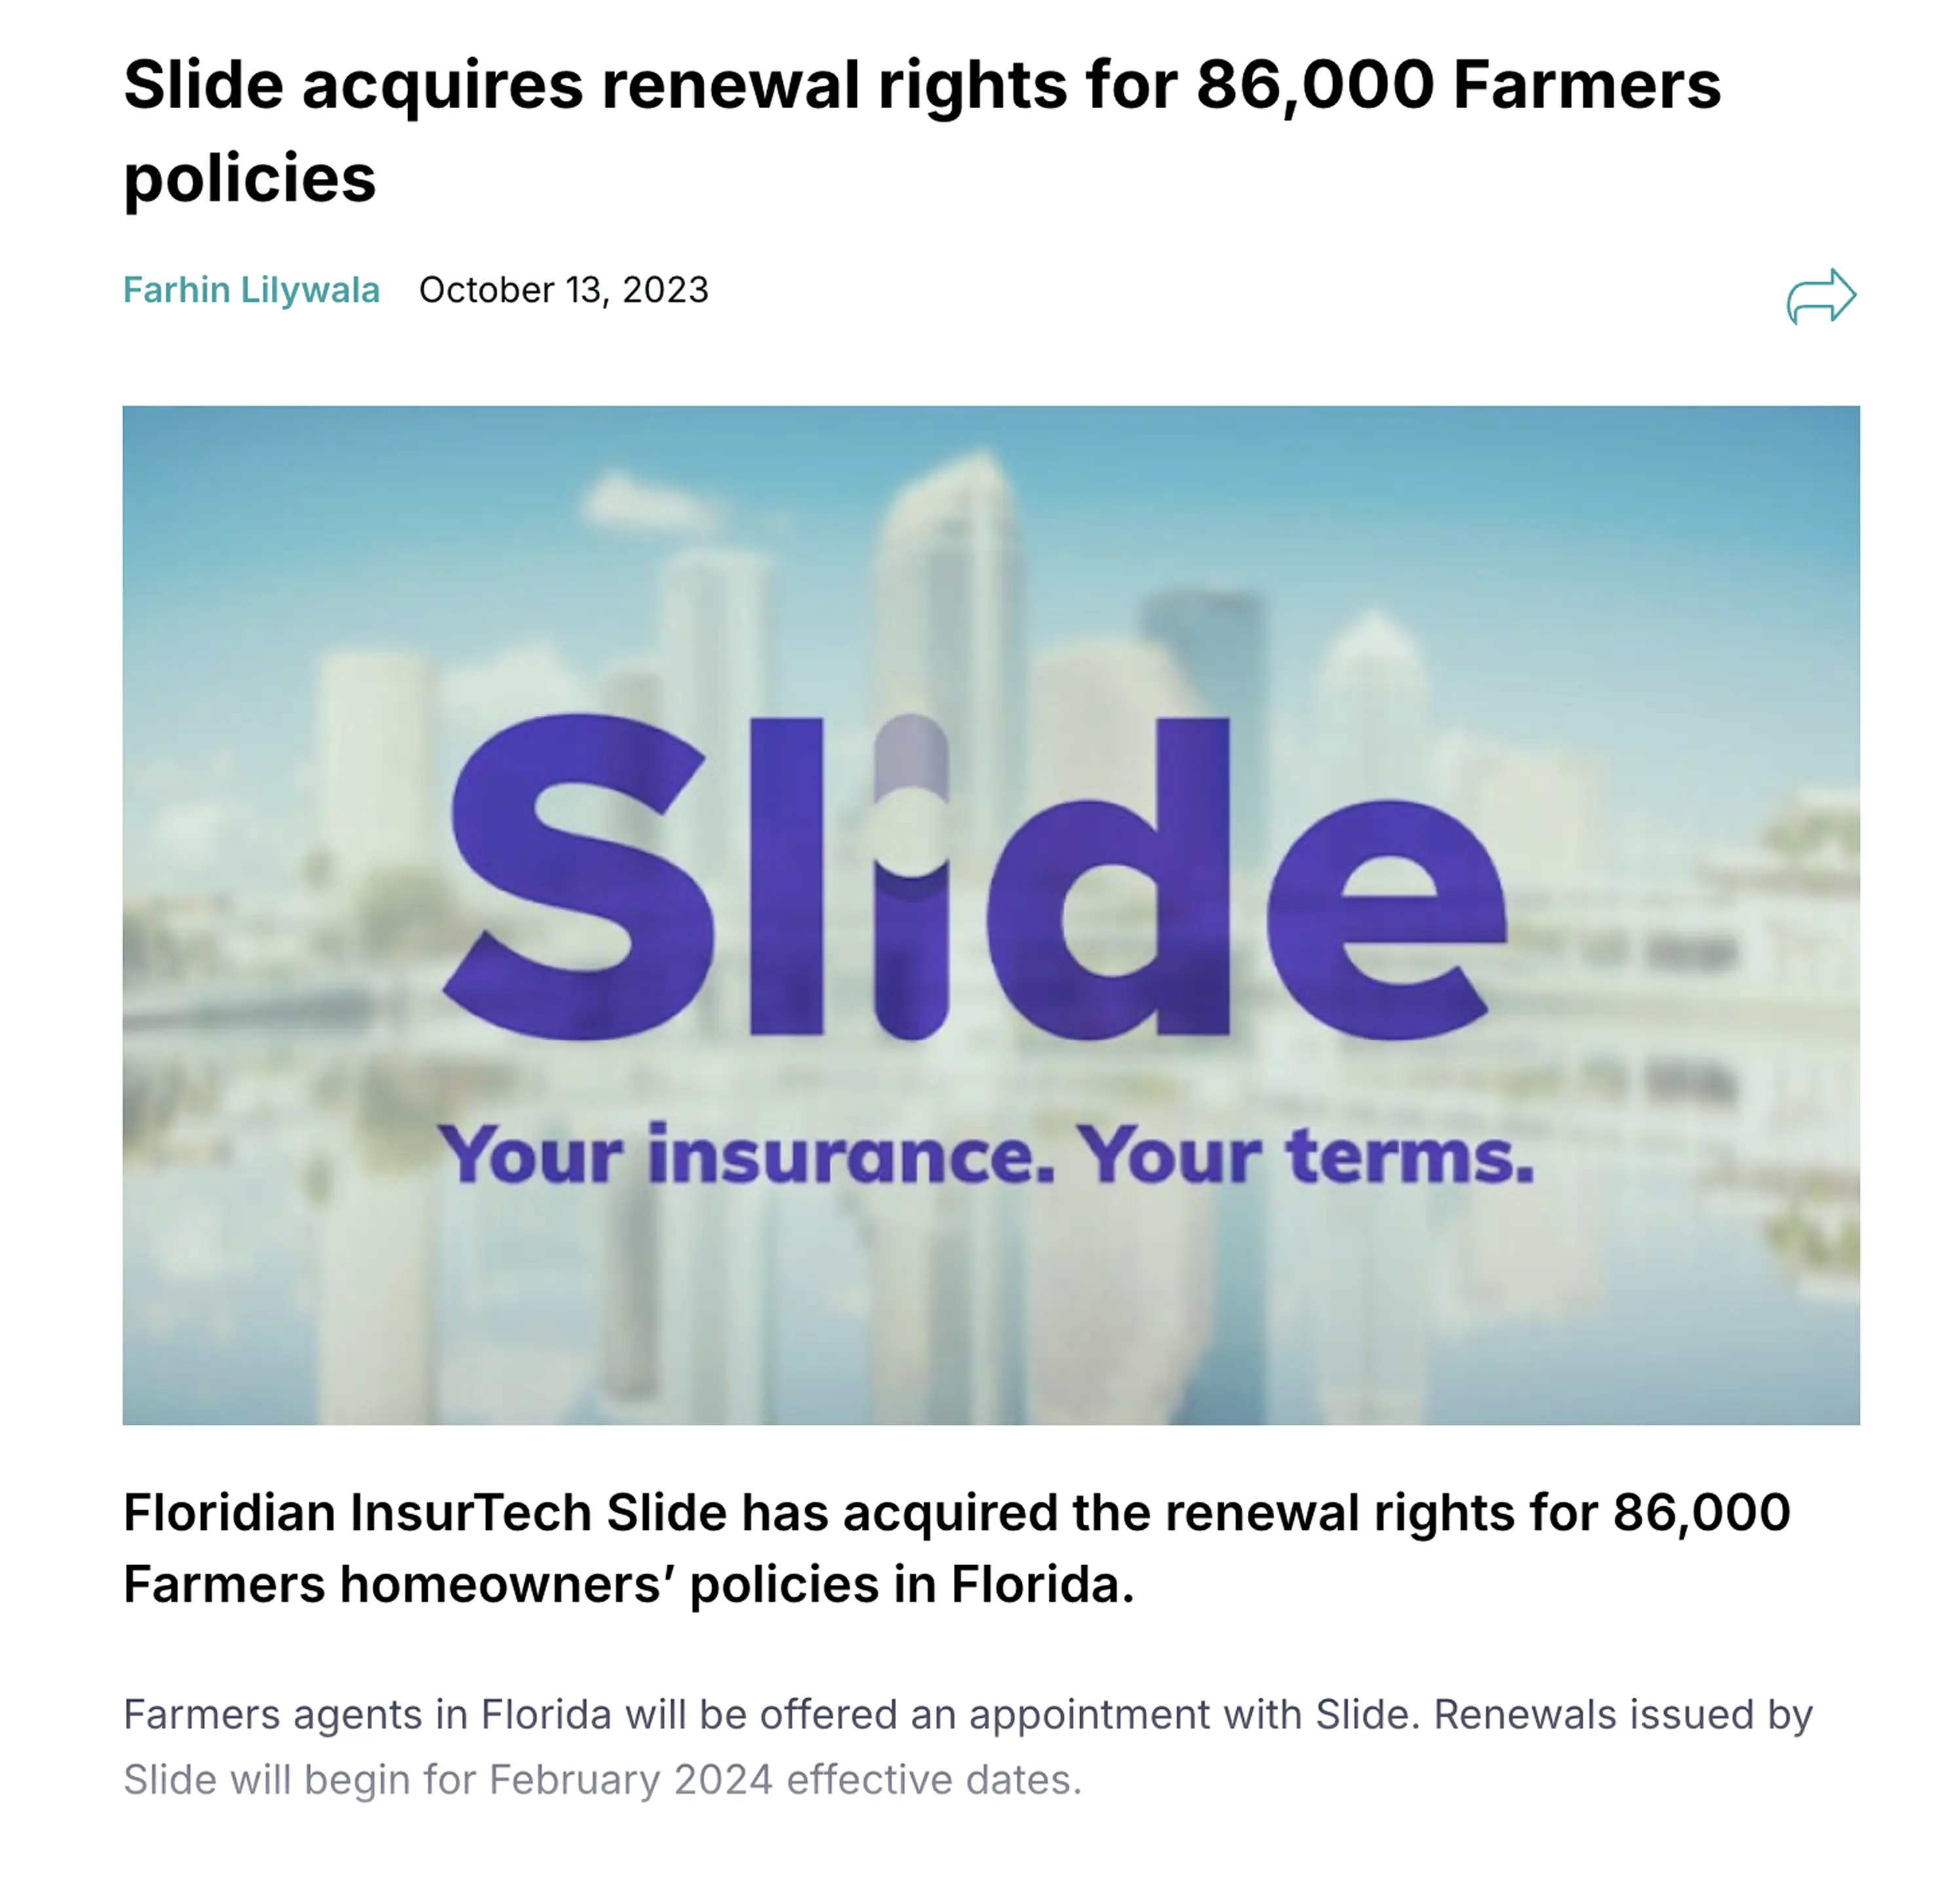 Slide acquires renewal rights for 86,000 Farmers
policies
Farhin Lilywala October 13, 2023
Slide
Your insurance. Your terms.
Floridian InsurTech Slide has acquired the renewal rights for 86,000
Farmers homeowners’ policies in Florida.
Farmers agents in Florida will be offered an appointment with Slide. Renewals issued by
Slide will begin for February 2024 effective dates.